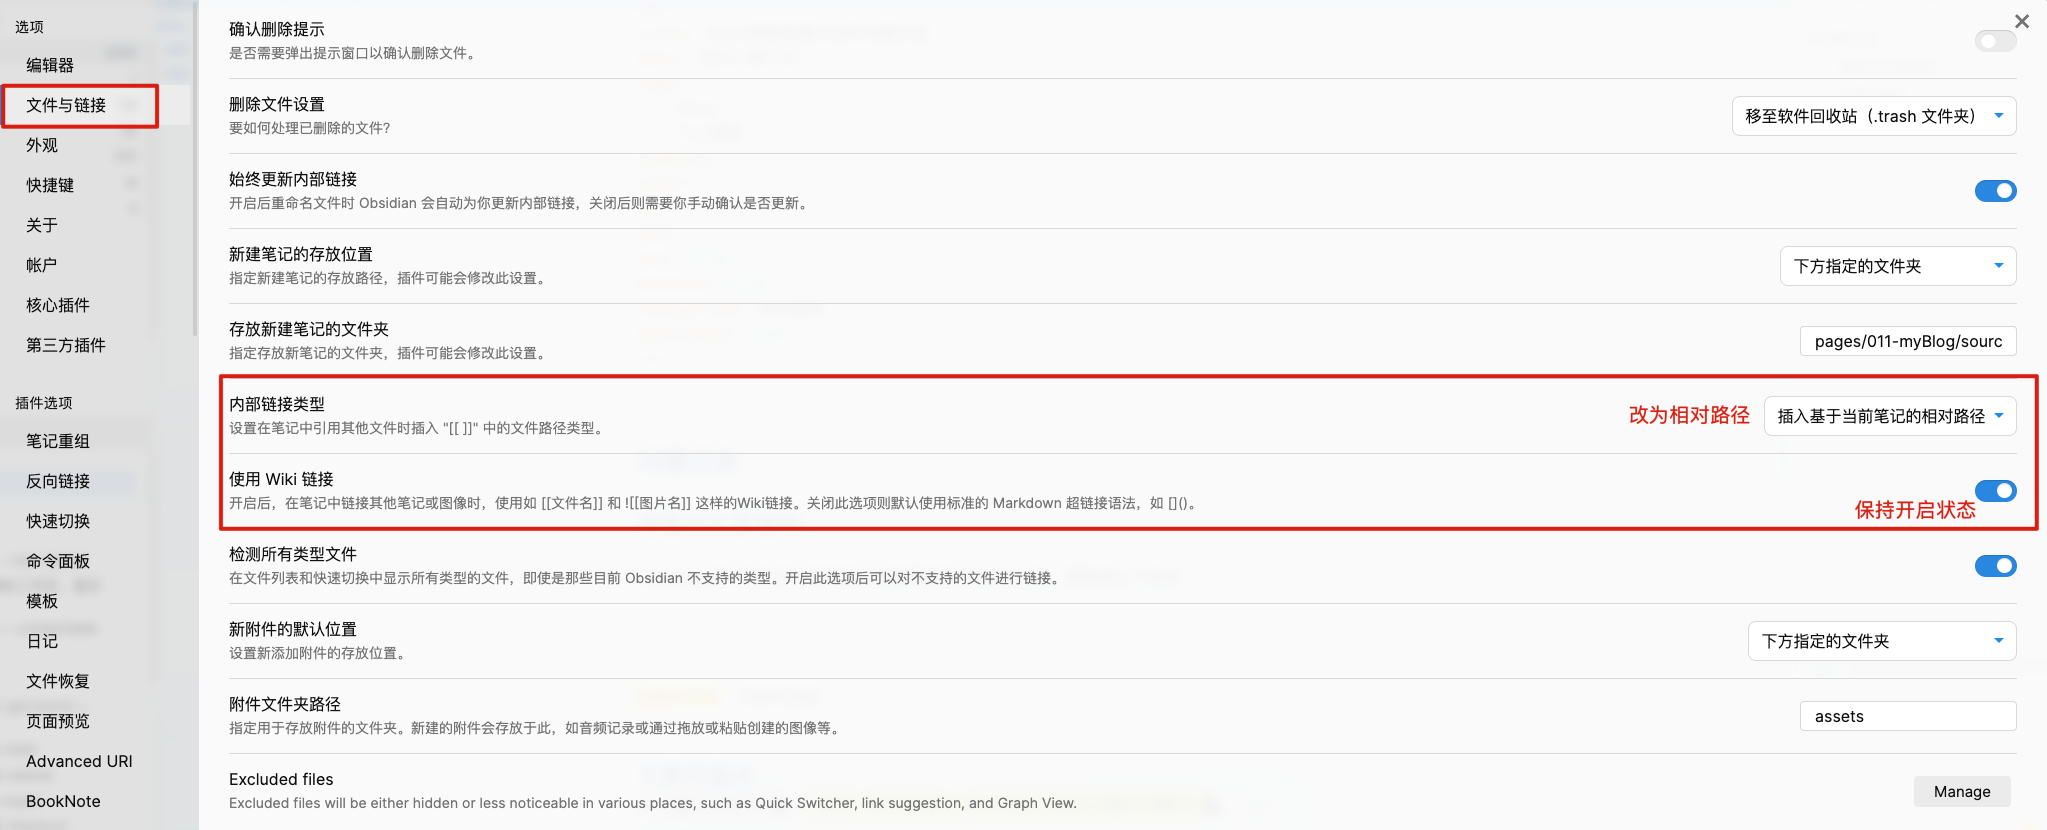 选项
编辑器
文件与链接
外观
快捷键
关于
帐户
核心插件
第三方插件
插件选项
笔记重组
反向链接
快速切换
命令面板
模板
日记
文件恢复
页面预览
Advanced URI
BookNote
确认删除提示
是否需要弹出提示窗口以确认删除文件。
删除文件设置
要如何处理已删除的文件?
移至软件回收站（.trash 文件夹）
始终更新内部链接
开启后重命名文件时 Obsidian 会自动为你更新内部链接，关闭后则需要你手动确认是否更新。
新建笔记的存放位置
指定新建笔记的存放路径，插件可能会修改此设置。
下方指定的文件夹
存放新建笔记的文件夹
指定存放新笔记的文件夹，插件可能会修改此设置。
pages/011-myBlog/sourc
内部链接类型
设置在笔记中引用其他文件时插入 "[[ ]]" 中的文件路径类型。
改为相对路径
插入基于当前笔记的相对路径
使用 Wiki 链接
开启后，在笔记中链接其他笔记或图像时，使用如 [[文件名]] 和 ![[图片名]] 这样的Wiki链接。关闭此选项则默认使用标准的 Markdown 超链接语法，如 []()。
保持开启状态
检测所有类型文件
在文件列表和快速切换中显示所有类型的文件，即使是那些目前 Obsidian 不支持的类型。开启此选项后可以对不支持的文件进行链接。
新附件的默认位置
设置新添加附件的存放位置。
下方指定的文件夹
附件文件夹路径
指定用于存放附件的文件夹。新建的附件会存放于此，如音频记录或通过拖放或粘贴创建的图像等。
assets
Excluded files
Excluded files will be either hidden or less noticeable in various places, such as Quick Switcher, link suggestion, and Graph View.
Manage